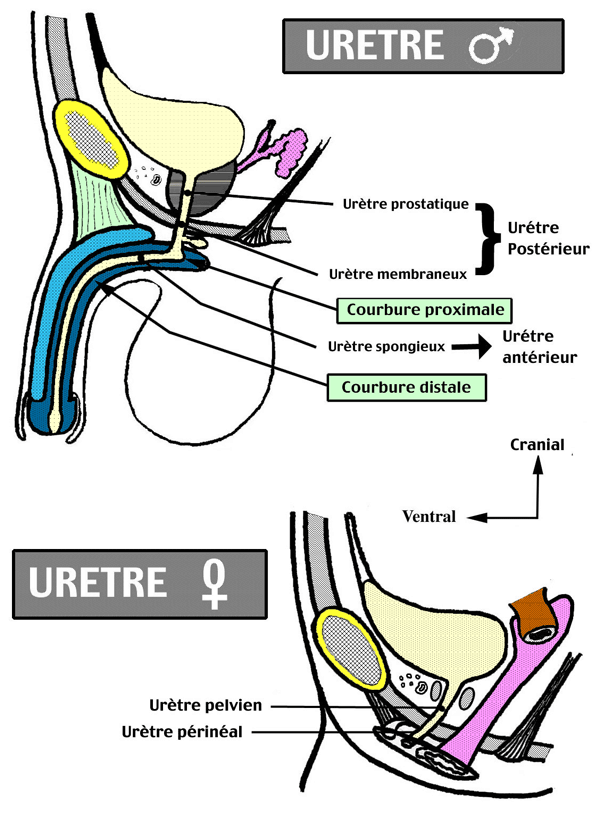 URETRE ♂
Urètre prostatique
Urétre
Postérieur
Urètre membraneux
Courbure proximale
Urètre spongieux
Urétre
antérieur
Courbure distale
Cranial
Ventral
URETRE ♀
Urètre pelvien
Urètre périnéal